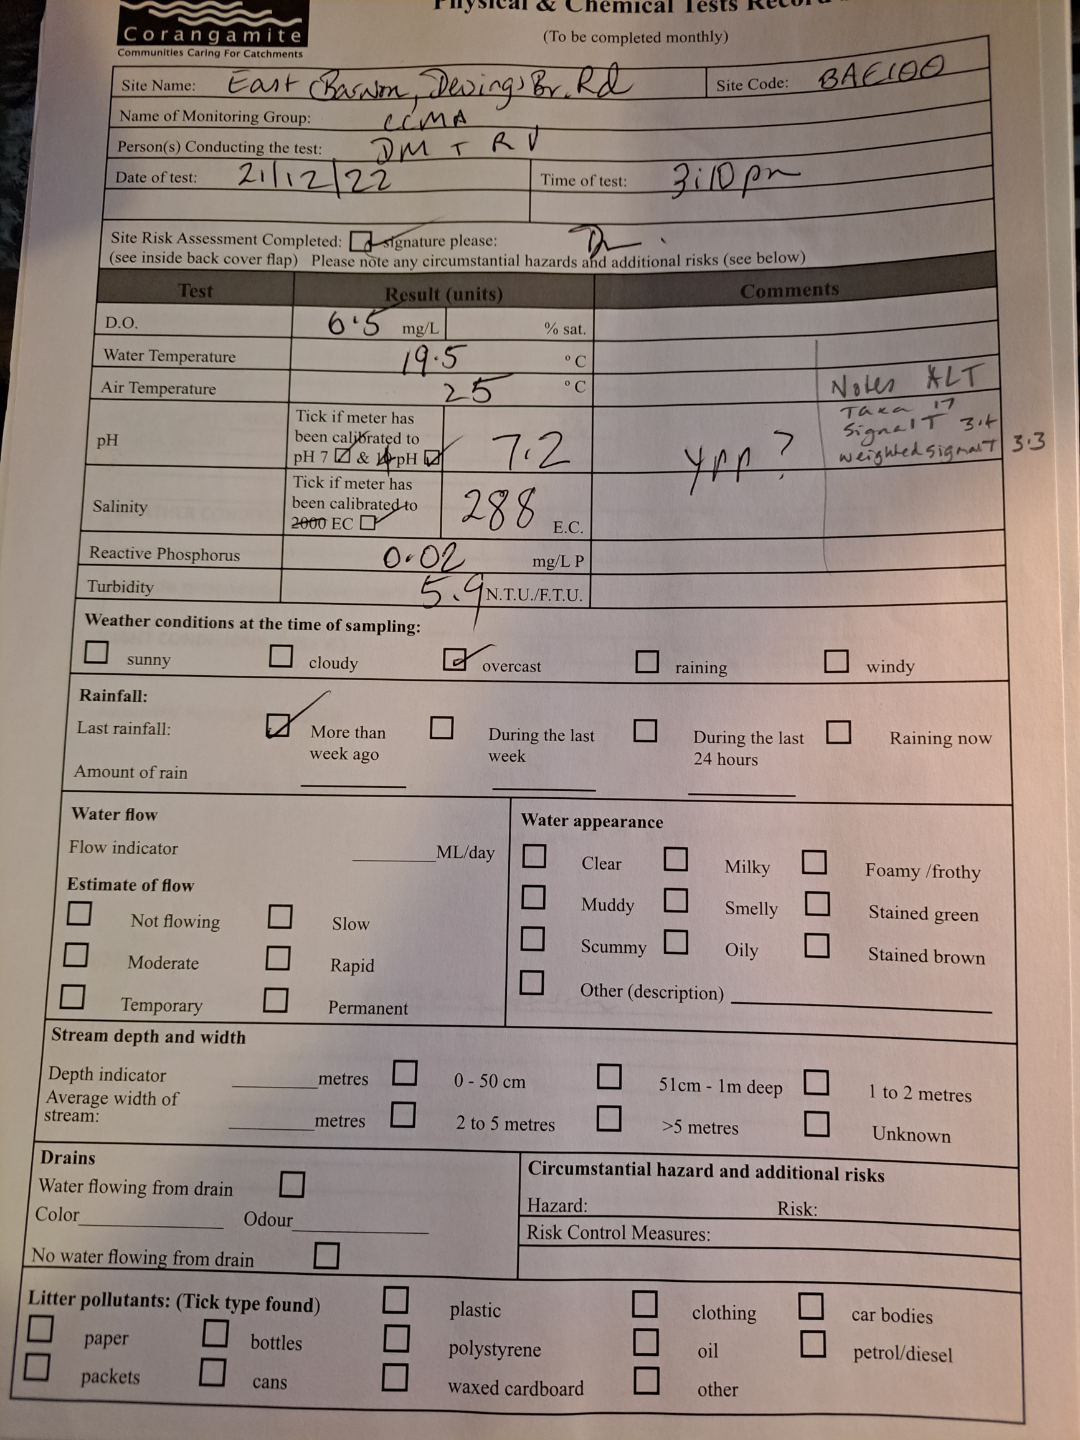 Physical & Chemical Tests Record
Corangamite
Communities Caring For Catchments
(To be completed monthly)
Site Name: East Barwon, Dewings Br. Rd
Site Code: BAE100
Name of Monitoring Group: CCMA
Person(s) Conducting the test: DM + RV
Date of test: 21/12/22
Time of test: 3:10pm
Site Risk Assessment Completed: signature please:
(see inside back cover flap) Please note any circumstantial hazards and additional risks (see below)
Test Result (units) Comments
D.O. 6.5 mg/L % sat.
Water Temperature 19.5 °C
Air Temperature 25 °C
Notes ALT
Taxa 17
Signal T 3.4
weighted signal T 3.3
pH Tick if meter has
been calibrated to
pH 7 & pH 7.2
Salinity Tick if meter has
been calibrated to
2000 EC 288 E.C.
Reactive Phosphorus 0.02 mg/L P
Turbidity 5.9 N.T.U./F.T.U.
Weather conditions at the time of sampling:
sunny cloudy overcast raining windy
Rainfall:
Last rainfall: More than week ago During the last week During the last 24 hours Raining now
Amount of rain
Water flow
Flow indicator ML/day
Estimate of flow
Not flowing Slow
Moderate Rapid
Temporary Permanent
Water appearance
Clear Milky Foamy /frothy
Muddy Smelly Stained green
Scummy Oily Stained brown
Other (description)
Stream depth and width
Depth indicator metres 0 - 50 cm 51cm - 1m deep 1 to 2 metres
Average width of
stream: metres 2 to 5 metres >5 metres Unknown
Drains
Water flowing from drain
Color Odour
No water flowing from drain
Circumstantial hazard and additional risks
Hazard: Risk:
Risk Control Measures:
Litter pollutants: (Tick type found) plastic clothing car bodies
paper bottles polystyrene oil petrol/diesel
packets cans waxed cardboard other